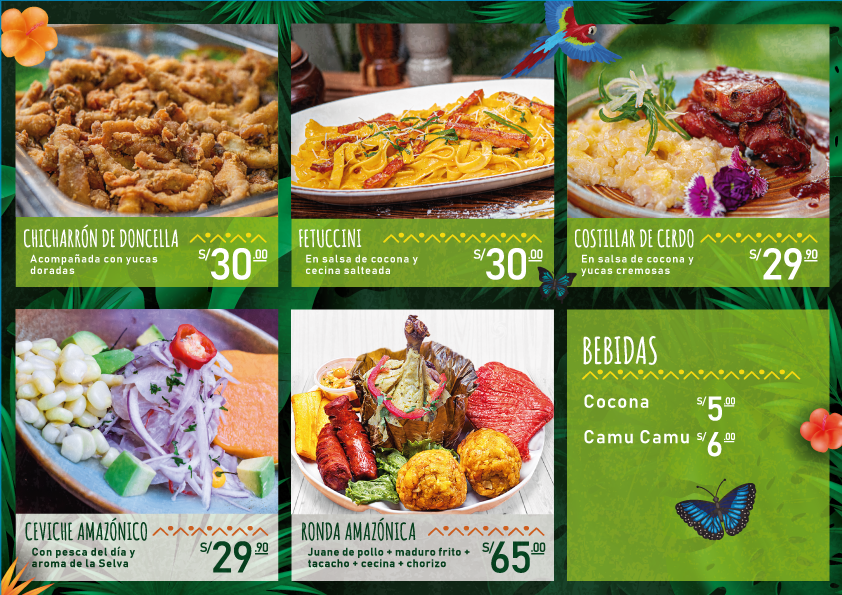 CHICHARRÓN DE DONCELLA
Acompañada con yucas
doradas
S/30.00
FETUCCINI
En salsa de cocona y
cecina salteada
S/30.00
COSTILLAR DE CERDO
En salsa de cocona y
yucas cremosas
S/29.90
CEVICHE AMAZÓNICO
Con pesca del día y
aroma de la Selva
S/29.90
RONDA AMAZÓNICA
Juane de pollo + maduro frito +
tacacho + cecina + chorizo
S/65.00
BEBIDAS
Cocona S/5.00
Camu Camu S/6.00